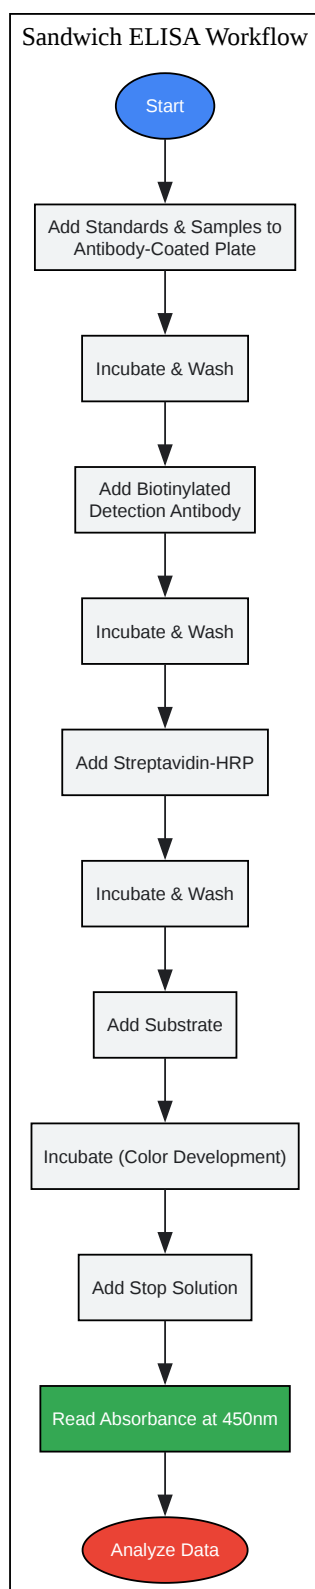 Sandwich ELISA Workflow
Start
Add Standards & Samples to
Antibody-Coated Plate
Incubate & Wash
Add Biotinylated
Detection Antibody
Incubate & Wash
Add Streptavidin-HRP
Incubate & Wash
Add Substrate
Incubate (Color Development)
Add Stop Solution
Read Absorbance at 450nm
Analyze Data